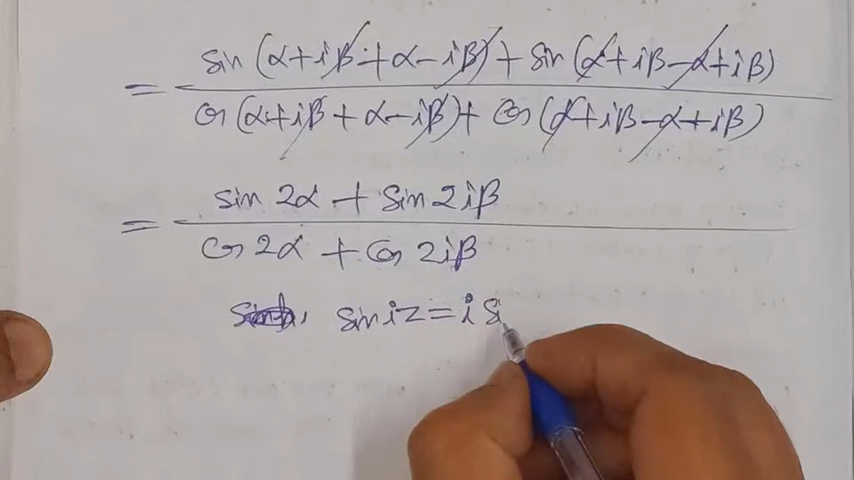 = sin (α+iβ+α-iβ) + sin (α+iβ-α+iβ)
cos (α+iβ + α-iβ) + cos (α+iβ-α+iβ)
= sin 2α + sin 2iβ
cos 2α + cos 2iβ
sin iz = i s